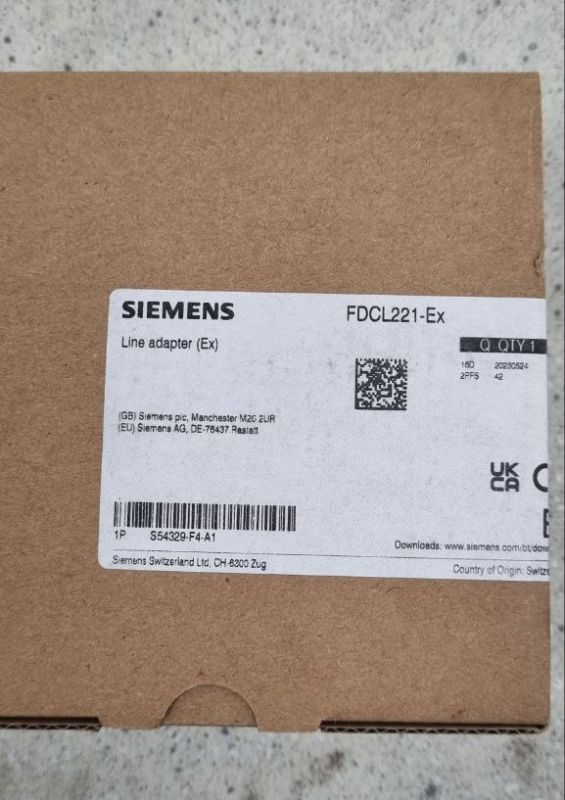 SIEMENS
FDCL221-Ex
Line adapter (Ex)
Q QTY 1
16D 20230524
2PFS 42
(GB) Siemens plc, Manchester M20 2UR
(EU) Siemens AG, DE-76437 Rastatt
UK
CA
1P S54329-F4-A1
Downloads: www.siemens.com/bt/dow
Siemens Switzerland Ltd, CH-6300 Zug
Country of Origin: Switze